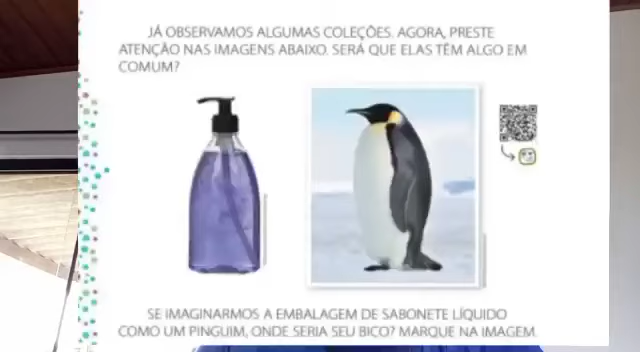 JÁ OBSERVAMOS ALGUMAS COLEÇÕES. AGORA, PRESTE
ATENÇÃO NAS IMAGENS ABAIXO. SERÁ QUE ELAS TÊM ALGO EM
COMUM?
SE IMAGINARMOS A EMBALAGEM DE SABONETE LÍQUIDO
COMO UM PINGUIM, ONDE SERIA SEU BICO? MARQUE NA IMAGEM.